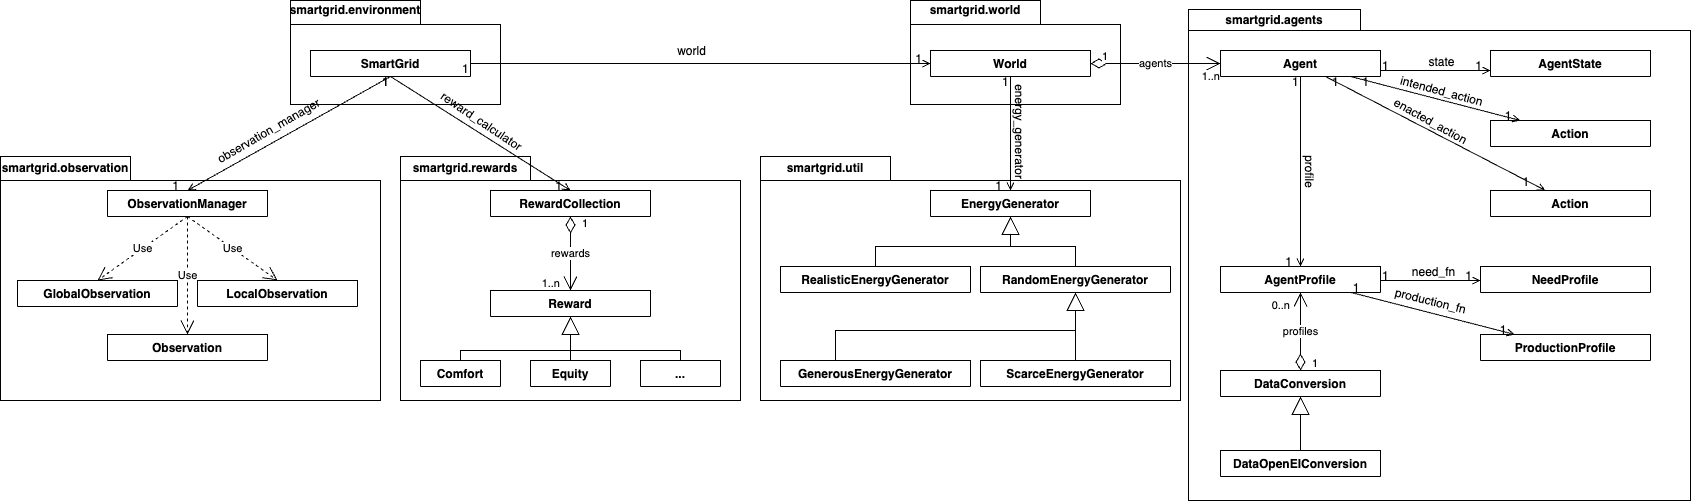 smartgrid.environment
smartgrid.world
smartgrid.agents
SmartGrid
1
world
1
World
1
agents
1..n
Agent
1
state
1
AgentState
1
observation_manager
1
reward_calculator
1
1
energy_generator
1
1
1
1
intended_action
1
Action
enacted_action
1
Action
profile
1
smartgrid.observation
ObservationManager
Use
Use
Use
GlobalObservation
LocalObservation
Observation
smartgrid.rewards
RewardCollection
1
rewards
1..n
Reward
Comfort
Equity
...
smartgrid.util
EnergyGenerator
RealisticEnergyGenerator
RandomEnergyGenerator
GenerousEnergyGenerator
ScarceEnergyGenerator
AgentProfile
1
need_fn
1
NeedProfile
1
production_fn
1
ProductionProfile
0..n
profiles
1
DataConversion
DataOpenEIConversion